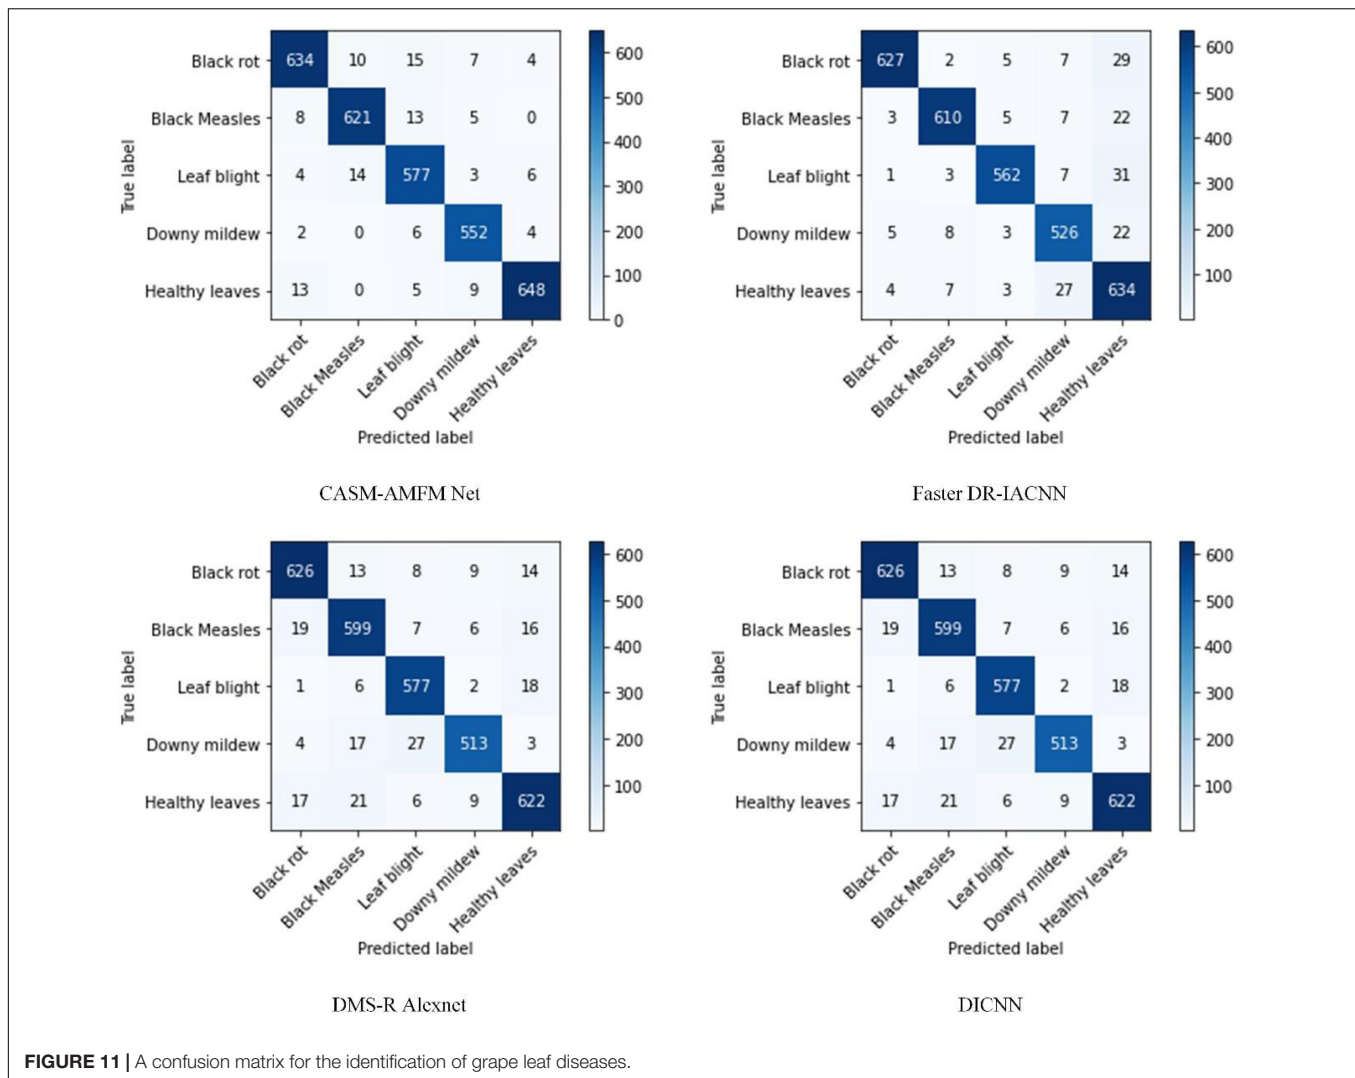 Black rot 634 10 15 7 4
Black Measles 8 621 13 5 0
Leaf blight 4 14 577 3 6
Downy mildew 2 0 6 552 4
Healthy leaves 13 0 5 9 648
True label
Black rot Black Measles Leaf blight Downy mildew Healthy leaves
Predicted label
600
500
400
300
200
100
0
CASM-AMFM Net
Black rot 627 2 5 7 29
Black Measles 3 610 5 7 22
Leaf blight 1 3 562 7 31
Downy mildew 5 8 3 526 22
Healthy leaves 4 7 3 27 634
True label
Black rot Black Measles Leaf blight Downy mildew Healthy leaves
Predicted label
600
500
400
300
200
100
Faster DR-IACNN
Black rot 626 13 8 9 14
Black Measles 19 599 7 6 16
Leaf blight 1 6 577 2 18
Downy mildew 4 17 27 513 3
Healthy leaves 17 21 6 9 622
True label
Black rot Black Measles Leaf blight Downy mildew Healthy leaves
Predicted label
600
500
400
300
200
100
DMS-R Alexnet
Black rot 626 13 8 9 14
Black Measles 19 599 7 6 16
Leaf blight 1 6 577 2 18
Downy mildew 4 17 27 513 3
Healthy leaves 17 21 6 9 622
True label
Black rot Black Measles Leaf blight Downy mildew Healthy leaves
Predicted label
600
500
400
300
200
100
DICNN
FIGURE 11 | A confusion matrix for the identification of grape leaf diseases.